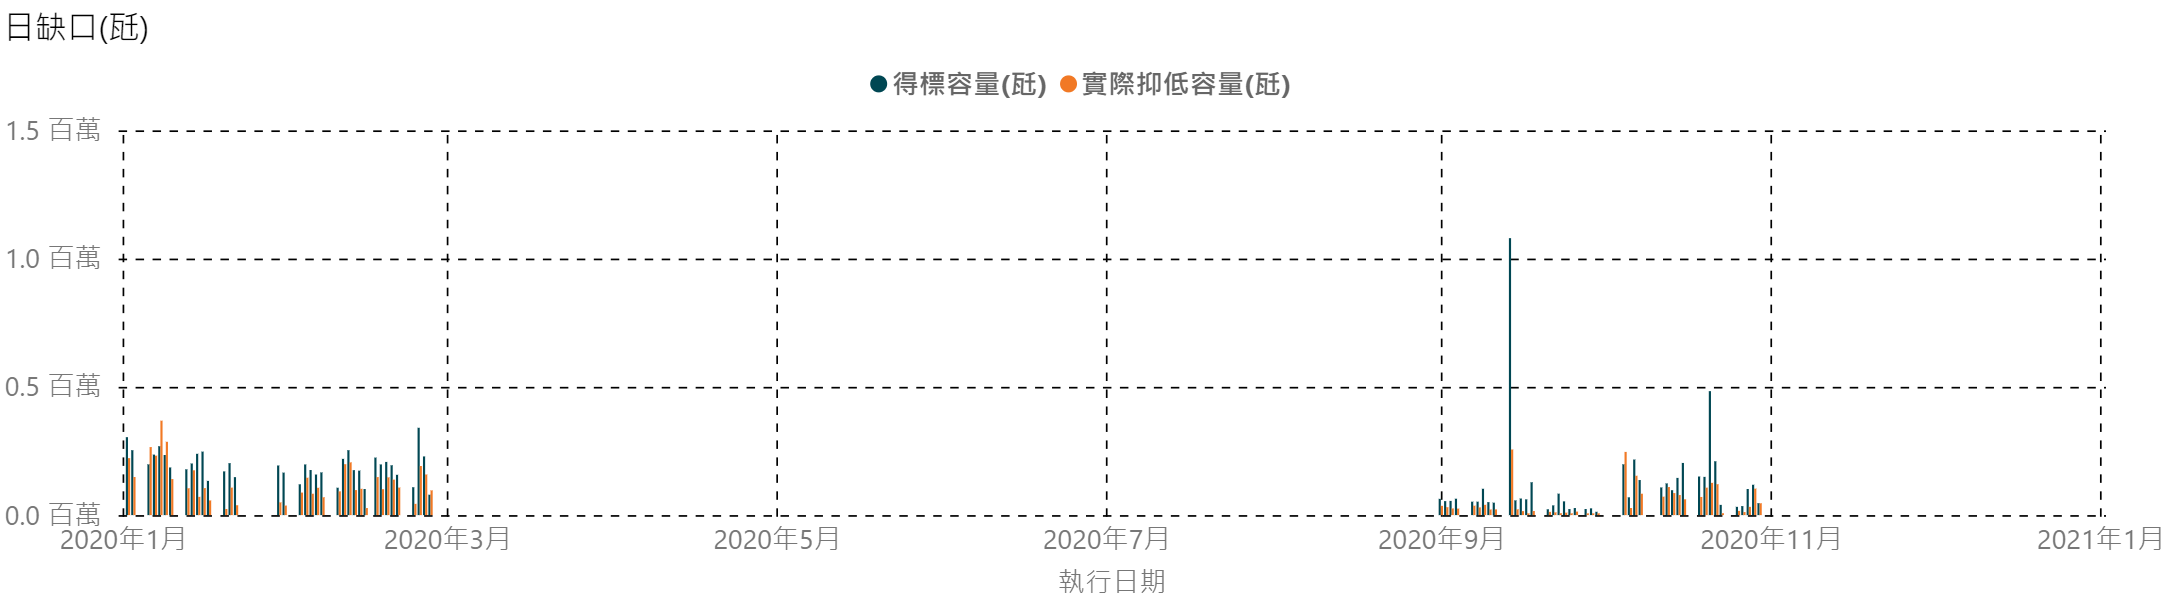 日缺口(瓩)
得標容量(瓩) 實際抑低容量(瓩)
1.5 百萬
1.0 百萬
0.5 百萬
0.0 百萬
2020年1月 2020年3月 2020年5月 2020年7月 2020年9月 2020年11月 2021年1月
執行日期